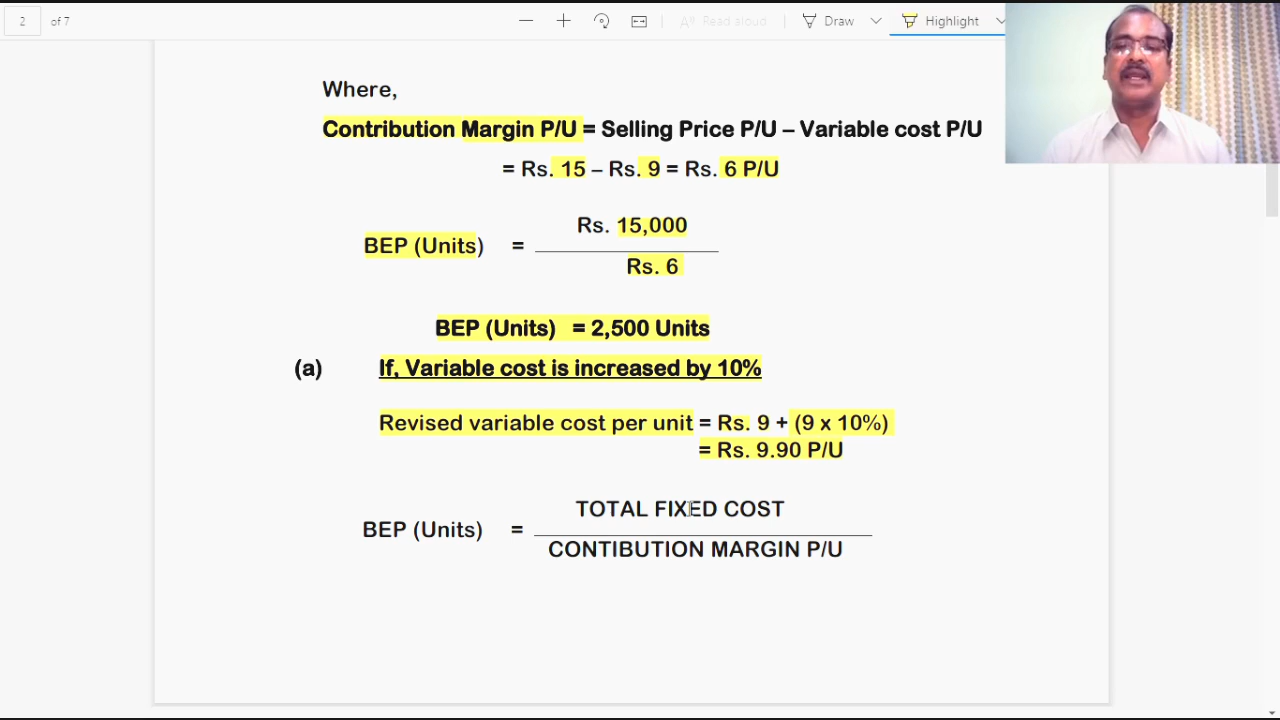 2 of 7
Read aloud
Draw
Highlight
Where,
Contribution Margin P/U = Selling Price P/U – Variable cost P/U
= Rs. 15 – Rs. 9 = Rs. 6 P/U
BEP (Units) = Rs. 15,000
Rs. 6
BEP (Units) = 2,500 Units
(a) If, Variable cost is increased by 10%
Revised variable cost per unit = Rs. 9 + (9 x 10%)
= Rs. 9.90 P/U
BEP (Units) = TOTAL FIXED COST
CONTIBUTION MARGIN P/U